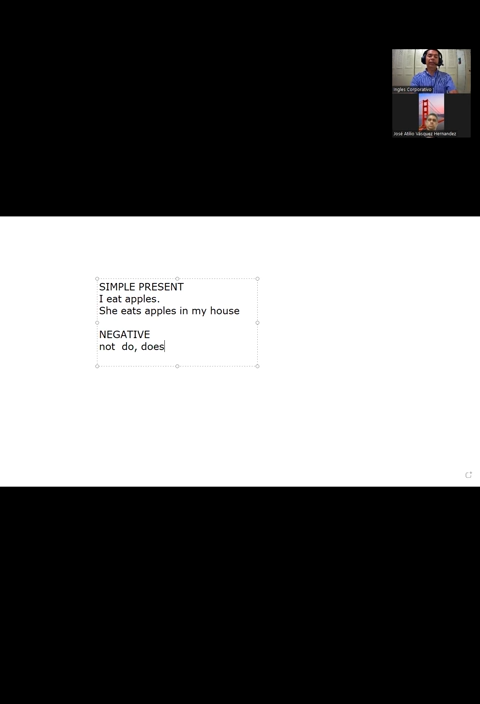 Ingles Corporativo
José Atilio Vásquez Hernandez
SIMPLE PRESENT
I eat apples.
She eats apples in my house
NEGATIVE
not  do, does